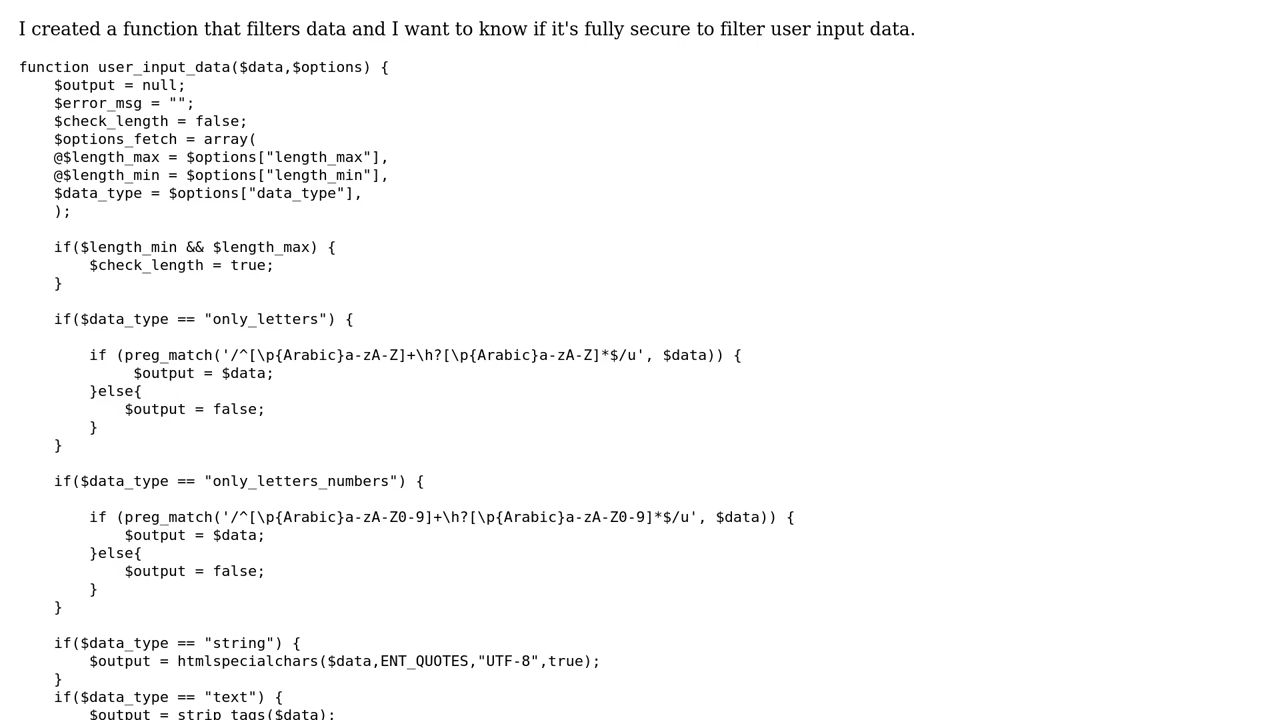 I created a function that filters data and I want to know if it's fully secure to filter user input data.
function user_input_data($data,$options) {
    $output = null;
    $error_msg = "";
    $check_length = false;
    $options_fetch = array(
    @$length_max = $options["length_max"],
    @$length_min = $options["length_min"],
    $data_type = $options["data_type"],
    );
    if($length_min && $length_max) {
        $check_length = true;
    }
    if($data_type == "only_letters") {
        if (preg_match('/^[\p{Arabic}a-zA-Z]+\h?[\p{Arabic}a-zA-Z]*$/u', $data)) {
             $output = $data;
        }else{
            $output = false;
        }
    }
    if($data_type == "only_letters_numbers") {
        if (preg_match('/^[\p{Arabic}a-zA-Z0-9]+\h?[\p{Arabic}a-zA-Z0-9]*$/u', $data)) {
            $output = $data;
        }else{
            $output = false;
        }
    }
    if($data_type == "string") {
        $output = htmlspecialchars($data,ENT_QUOTES,"UTF-8",true);
    }
    if($data_type == "text") {
        $output = strip_tags($data);